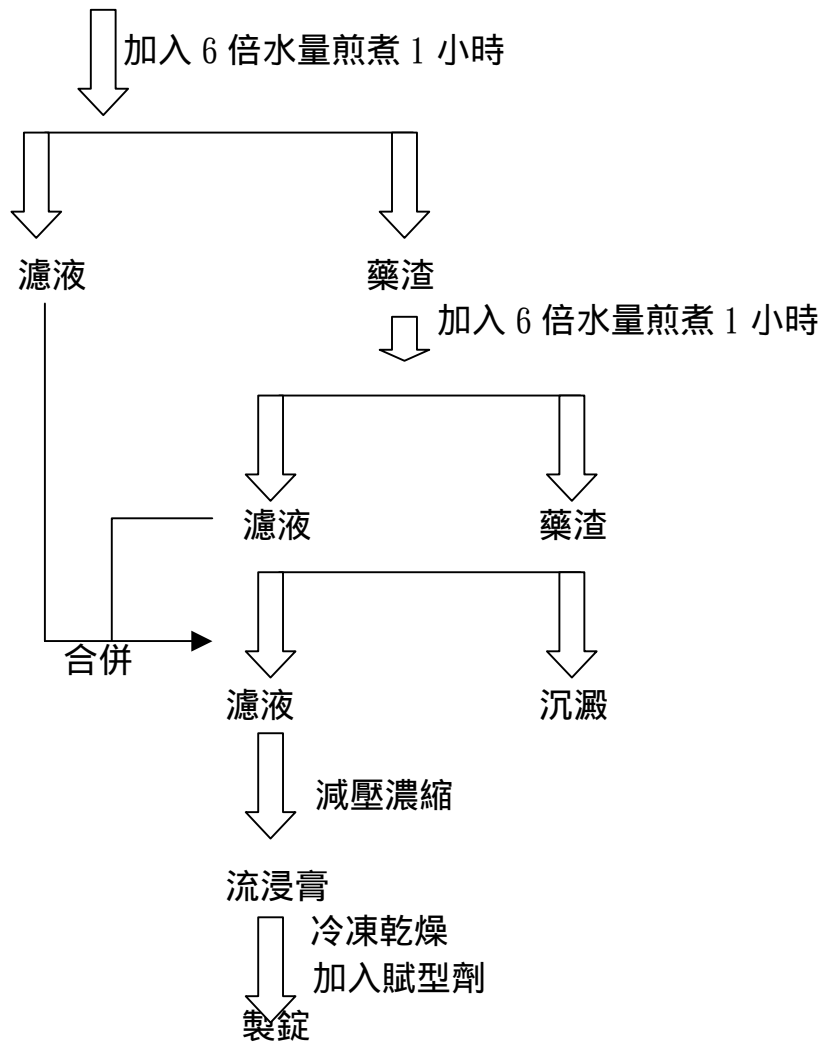 加入 6 倍水量煎煮 1 小時
濾液
藥渣
加入 6 倍水量煎煮 1 小時
濾液
藥渣
合併
濾液
沉澱
減壓濃縮
流浸膏
冷凍乾燥
加入賦型劑
製錠